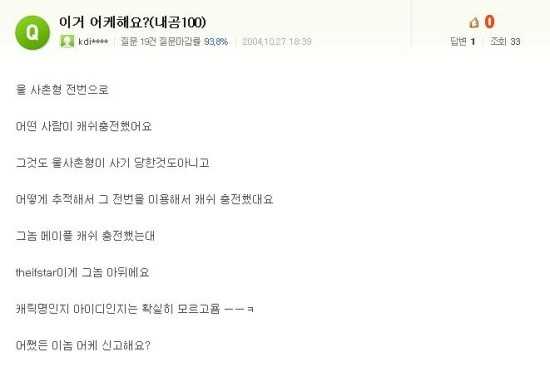 Q 이거 어케해요?(내공100)
0
kdi**** 질문 19건 질문마감률 93.8% 2004.10.27 18:39
답변 1 조회 33
울 사촌형 전번으로
어떤 사람이 캐쉬충전했어요
그것도 울사촌형이 사기 당한것도아니고
어떻게 추적해서 그 전번을 이용해서 캐쉬 충전했대요
그놈 메이플 캐쉬 충전했는대
thelfstar이게 그놈 아뒤에요
캐릭명인지 아이디인지는 확실히 모르고욤 ㅡㅡㅋ
어쨌든 이놈 어케 신고해요?